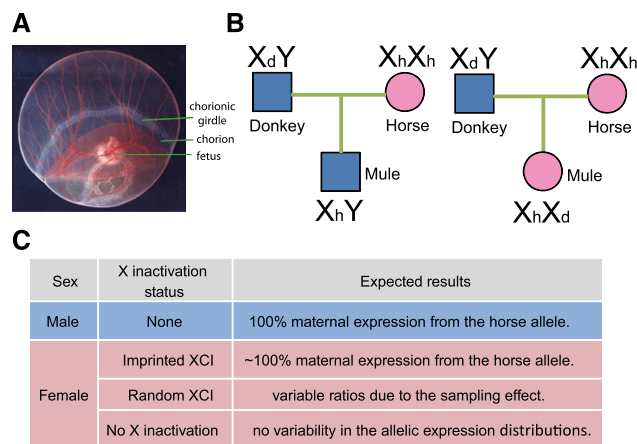 A
chorionic
girdle
chorion
fetus
B
XdY
XhXh
Donkey
Horse
Mule
XhY
XdY
XhXh
Donkey
Horse
Mule
XhXd
C
Sex
X inactivation
status
Expected results
Male
None
100% maternal expression from the horse allele.
Female
Imprinted XCI
~100% maternal expression from the horse allele.
Random XCI
variable ratios due to the sampling effect.
No X inactivation
no variability in the allelic expression distributions.